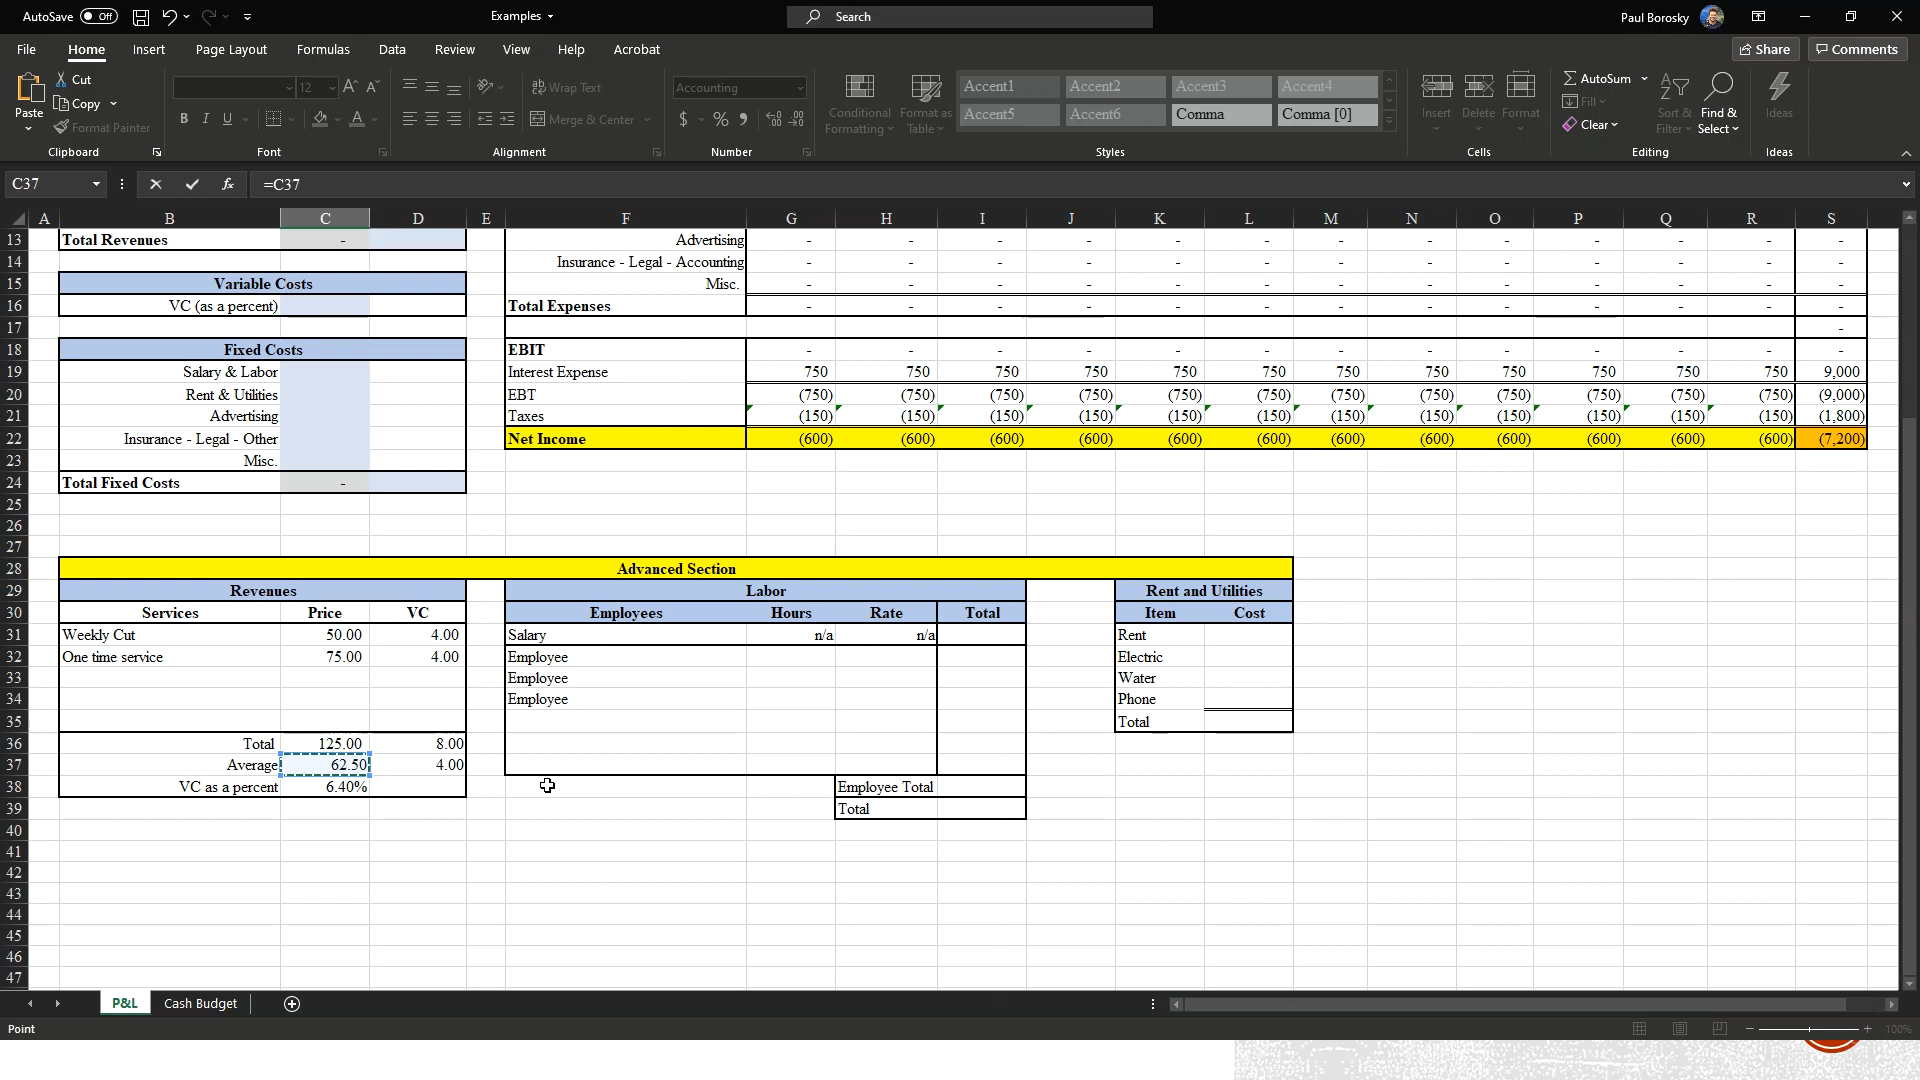 AutoSave Off Examples Search Paul Borosky
File Home Insert Page Layout Formulas Data Review View Help Acrobat Share Comments
Paste Cut Copy Format Painter Clipboard
12 A A B I U A Font
Wrap Text Merge & Center Alignment
Accounting $ % 9 Number
Conditional Formatting Format as Table Accent1 Accent2 Accent3 Accent4
Accent5 Accent6 Comma Comma [0] Styles
Insert Delete Format Cells
AutoSum Fill Clear Sort & Filter Find & Select Editing
Ideas Ideas
C37 fx =C37
A B C D E F G H I J K L M N O P Q R S
13 Total Revenues - Advertising - - - - - - - - - - - - -
14 Insurance - Legal - Accounting - - - - - - - - - - - - -
15 Variable Costs Misc. - - - - - - - - - - - - -
16 VC (as a percent) Total Expenses - - - - - - - - - - - - -
17 -
18 Fixed Costs EBIT - - - - - - - - - - - - -
19 Salary & Labor Interest Expense 750 750 750 750 750 750 750 750 750 750 750 750 9,000
20 Rent & Utilities EBT (750) (750) (750) (750) (750) (750) (750) (750) (750) (750) (750) (750) (9,000)
21 Advertising Taxes (150) (150) (150) (150) (150) (150) (150) (150) (150) (150) (150) (150) (1,800)
22 Insurance - Legal - Other Net Income (600) (600) (600) (600) (600) (600) (600) (600) (600) (600) (600) (600) (7,200)
23 Misc.
24 Total Fixed Costs -
25
26
27
28 Advanced Section
29 Revenues Labor Rent and Utilities
30 Services Price VC Employees Hours Rate Total Item Cost
31 Weekly Cut 50.00 4.00 Salary n/a n/a Rent
32 One time service 75.00 4.00 Employee Electric
33 Employee Water
34 Employee Phone
35 Total
36 Total 125.00 8.00
37 Average 62.50 4.00
38 VC as a percent 6.40% Employee Total
39 Total
40
41
42
43
44
45
46
47
P&L Cash Budget
Point 100%